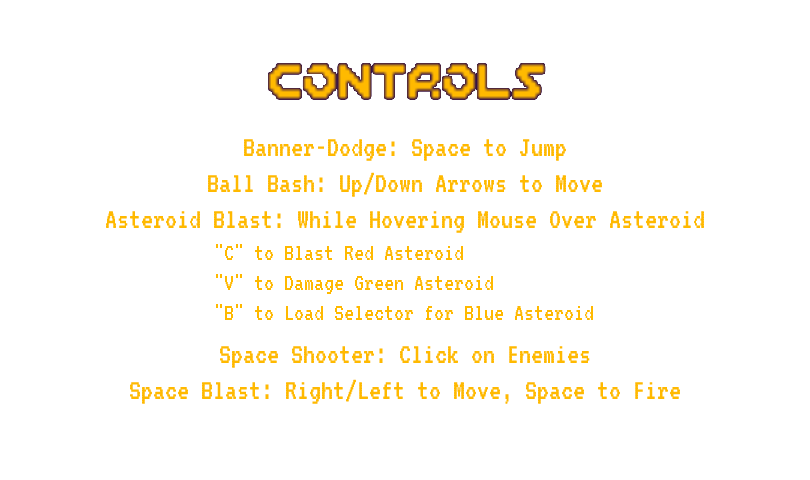 CONTROLS
Banner-Dodge: Space to Jump
Ball Bash: Up/Down Arrows to Move
Asteroid Blast: While Hovering Mouse Over Asteroid
"C" to Blast Red Asteroid
"V" to Damage Green Asteroid
"B" to Load Selector for Blue Asteroid
Space Shooter: Click on Enemies
Space Blast: Right/Left to Move, Space to Fire